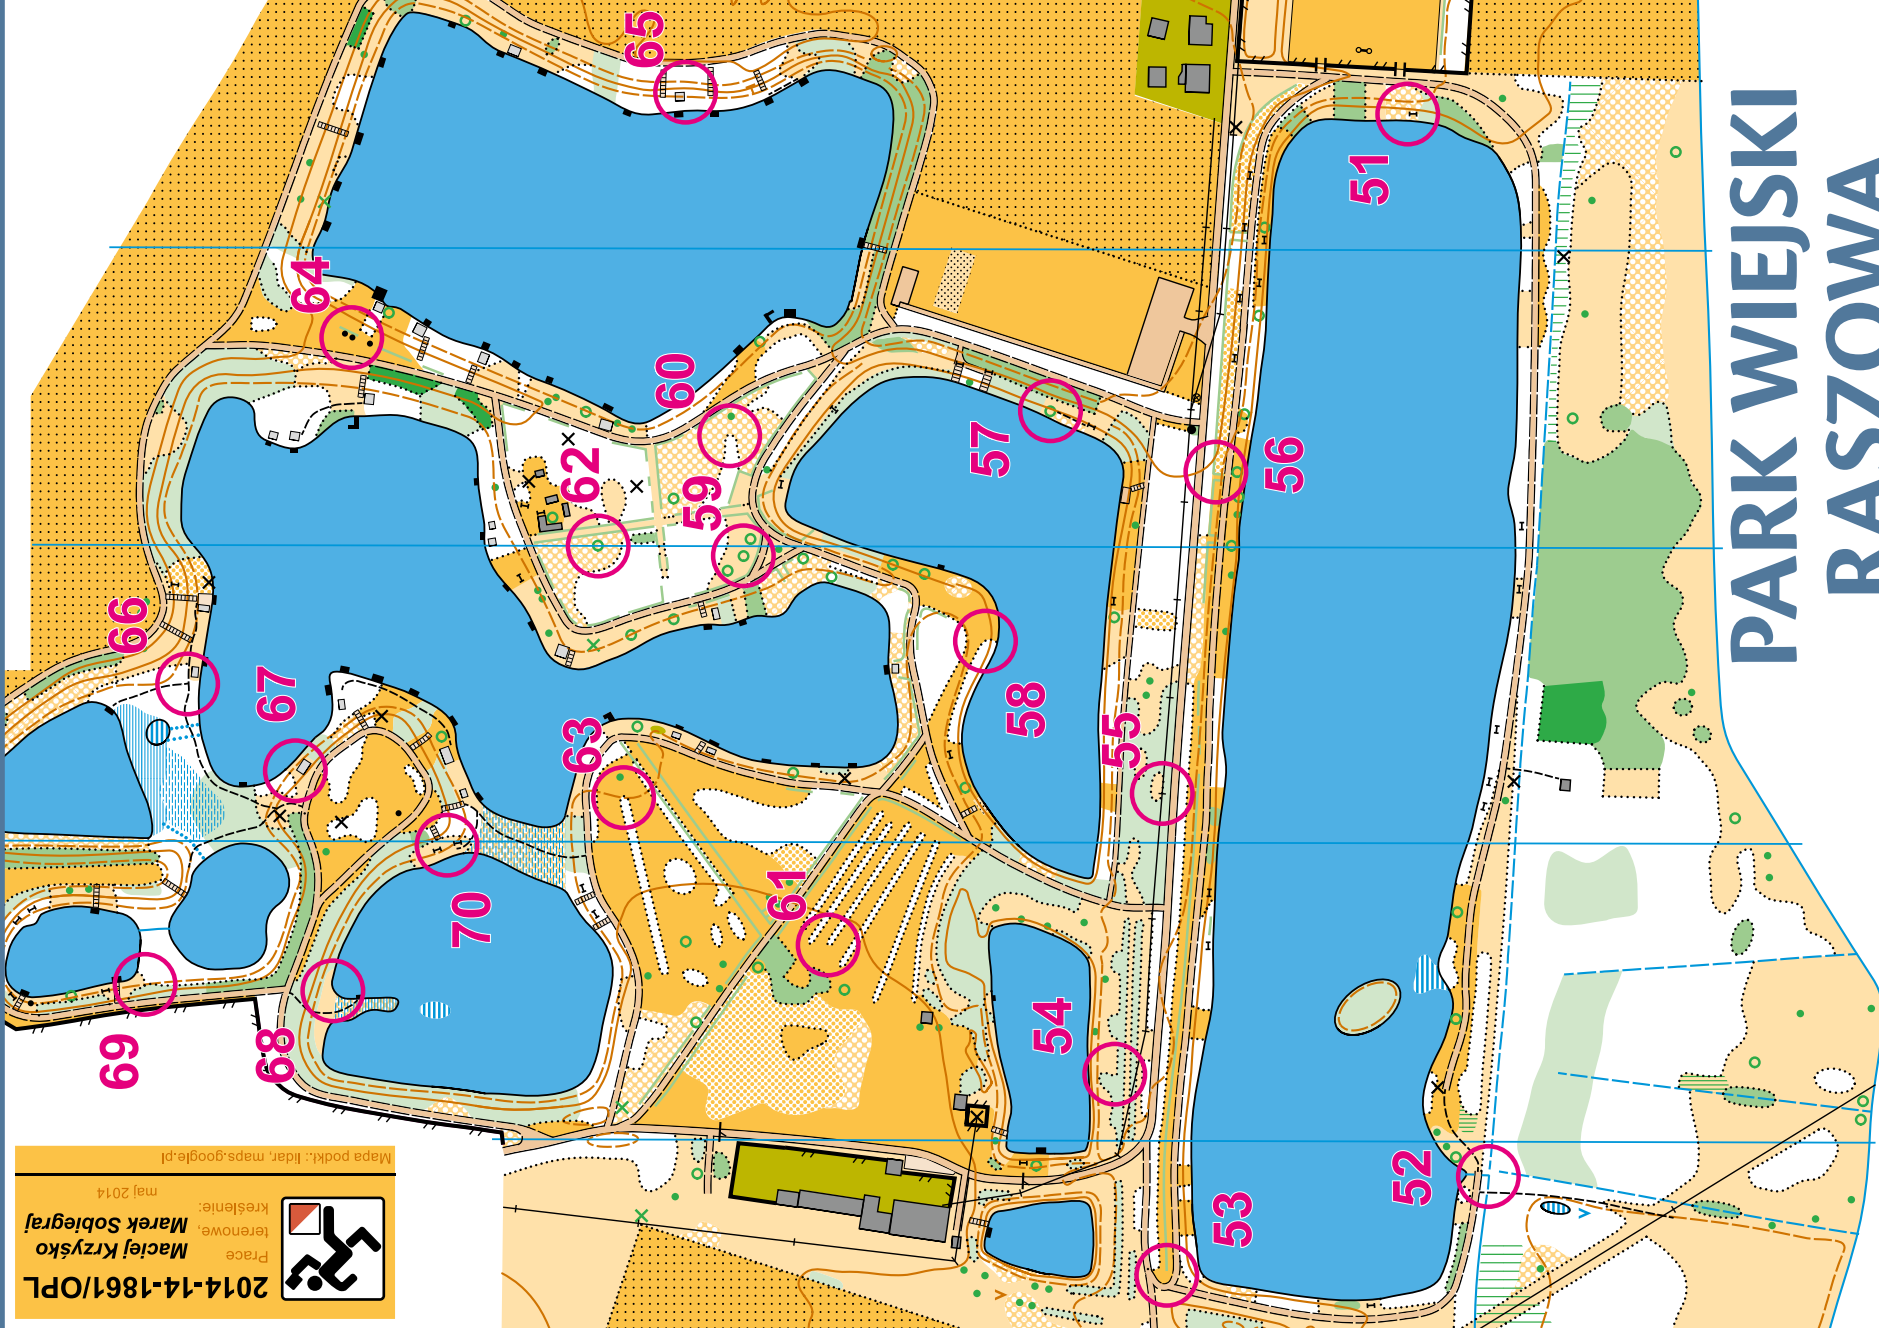 PARK WIEJSKI
RASZOWA
65
51
64
60
62
57
56
59
66
67
63
58
55
61
70
54
69
68
52
53
2014-14-1861/OPL
Prace
terenowe,
kreślenie:
Maciej Krzyśko
Marek Sobiegraj
maj 2014
Mapa podkł.: lidar, maps.google.pl